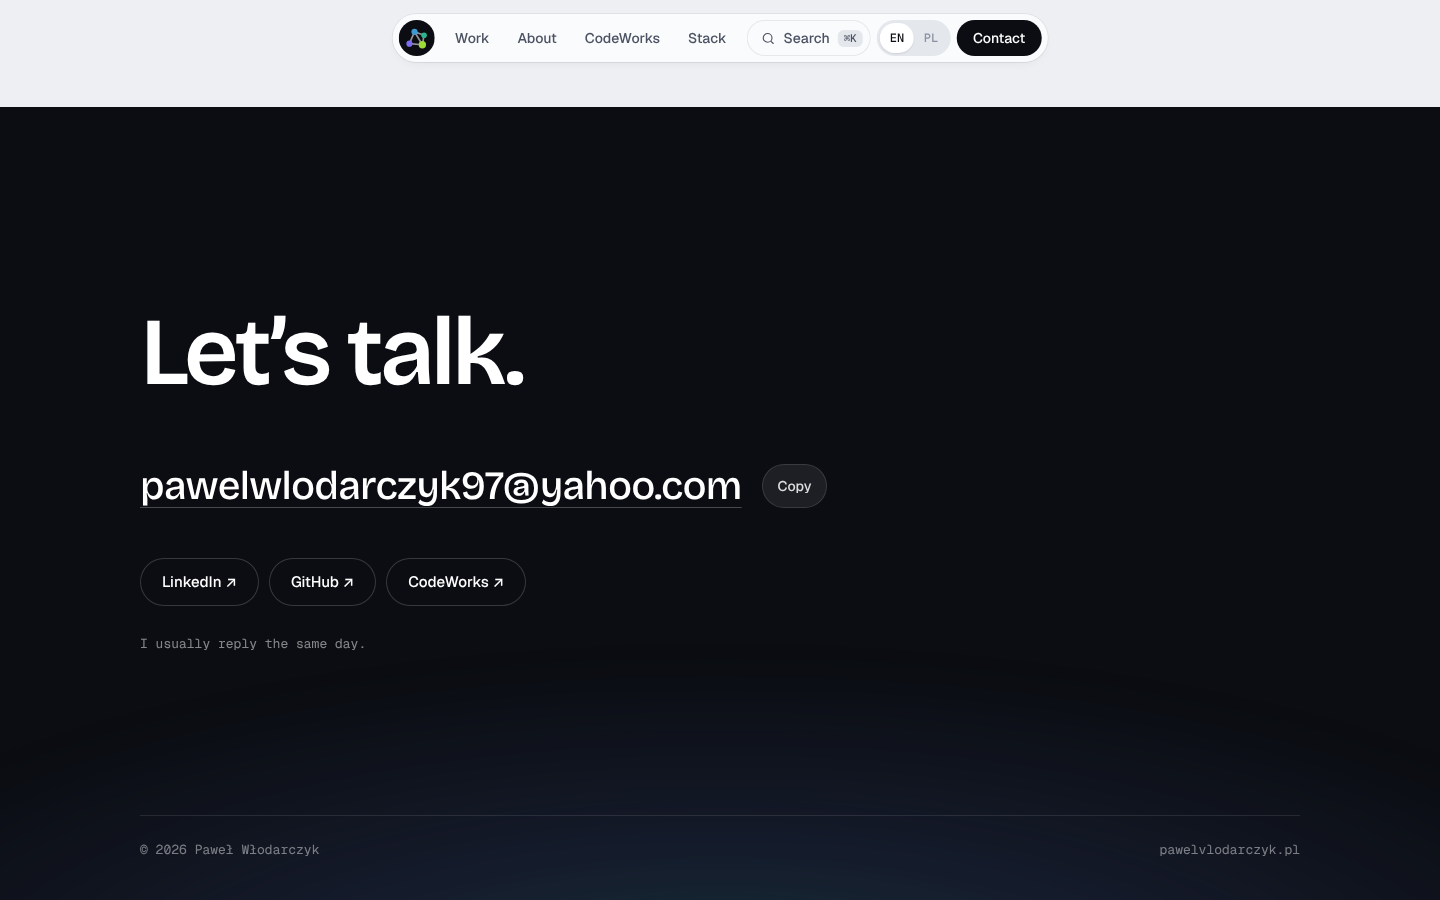 Work About CodeWorks Stack Search ⌘K EN PL Contact
Let’s talk.
pawelwlodarczyk97@yahoo.com Copy
LinkedIn ↗ GitHub ↗ CodeWorks ↗
I usually reply the same day.
© 2026 Paweł Włodarczyk pawelvlodarczyk.pl